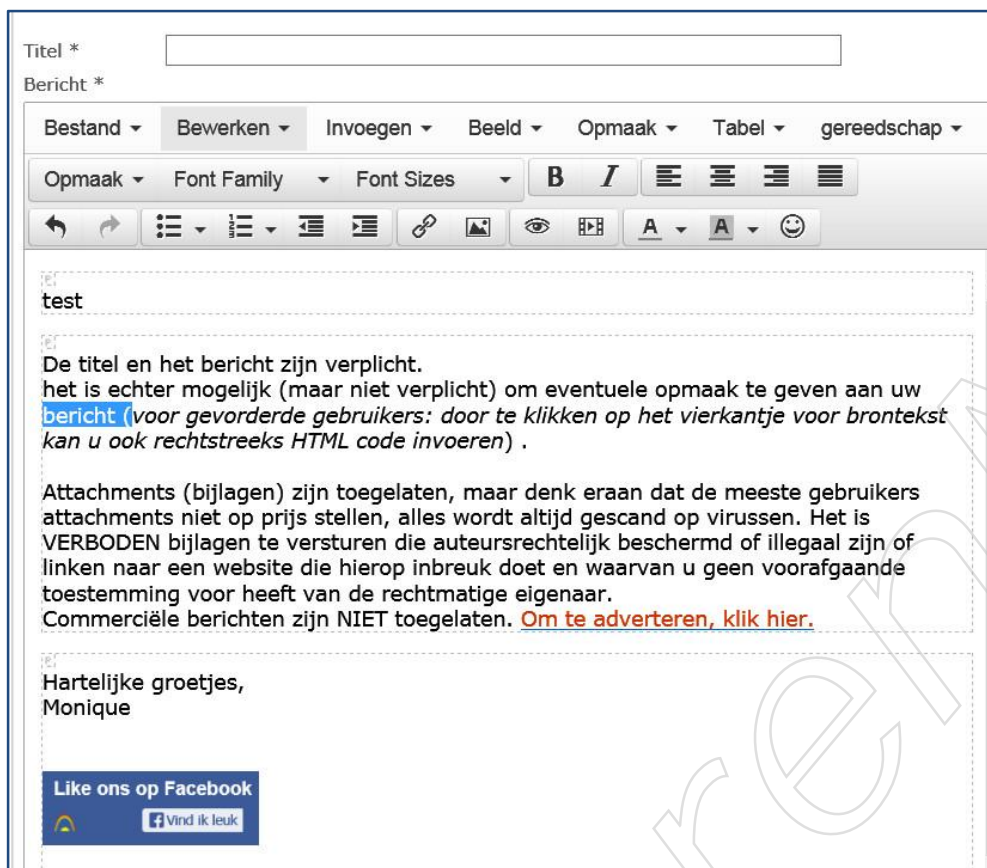 Titel *
Bericht *
Bestand Bewerken Invoegen Beeld Opmaak Tabel gereedschap
Opmaak Font Family Font Sizes B I
A A
test
De titel en het bericht zijn verplicht.
het is echter mogelijk (maar niet verplicht) om eventuele opmaak te geven aan uw
bericht (voor gevorderde gebruikers: door te klikken op het vierkantje voor brontekst
kan u ook rechtstreeks HTML code invoeren) .
Attachments (bijlagen) zijn toegelaten, maar denk eraan dat de meeste gebruikers
attachments niet op prijs stellen, alles wordt altijd gescand op virussen. Het is
VERBODEN bijlagen te versturen die auteursrechtelijk beschermd of illegaal zijn of
linken naar een website die hierop inbreuk doet en waarvan u geen voorafgaande
toestemming voor heeft van de rechtmatige eigenaar.
Commerciële berichten zijn NIET toegelaten. Om te adverteren, klik hier.
Hartelijke groetjes,
Monique
Like ons op Facebook
Vind ik leuk